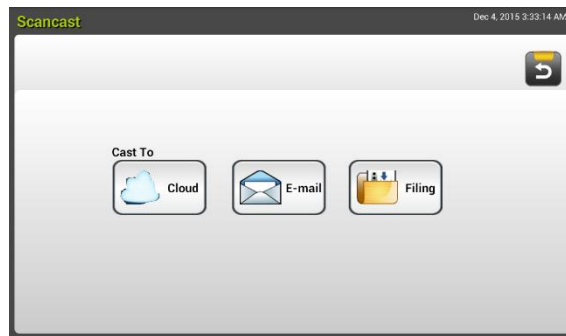 Scancast
Dec 4, 2015 3:33:14 AM
Cast To
Cloud
E-mail
Filing